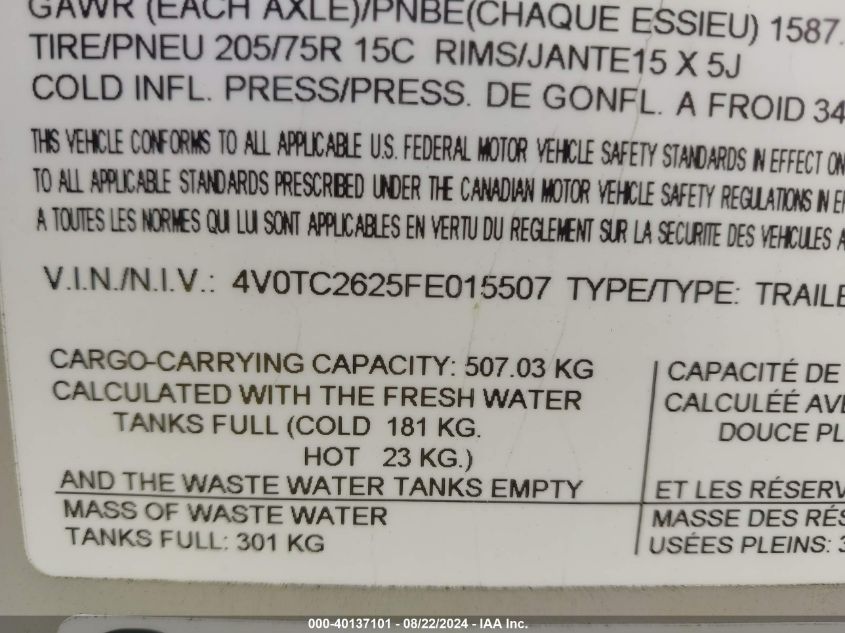 GAWR (EACH AXLE)/PNBE(CHAQUE ESSIEU) 1587.
TIRE/PNEU 205/75R 15C RIMS/JANTE15 X 5J
COLD INFL. PRESS/PRESS. DE GONFL. A FROID 34
THIS VEHICLE CONFORMS TO ALL APPLICABLE U.S. FEDERAL MOTOR VEHICLE SAFETY STANDARDS IN EFFECT ON
TO ALL APPLICABLE STANDARDS PRESCRIBED UNDER THE CANADIAN MOTOR VEHICLE SAFETY REGULATIONS IN
A TOUTES LES NORMES QUI LUI SONT APPLICABLES EN VERTU DU REGLEMENT SUR LA SECURITE DES VEHICULES A
V.I.N./N.I.V.: 4V0TC2625FE015507 TYPE/TYPE: TRAILE
CARGO-CARRYING CAPACITY: 507.03 KG
CALCULATED WITH THE FRESH WATER
TANKS FULL (COLD 181 KG.
HOT 23 KG.)
AND THE WASTE WATER TANKS EMPTY
MASS OF WASTE WATER
TANKS FULL: 301 KG
CAPACITÉ DE
CALCULÉE AVE
DOUCE PL
ET LES RÉSERV
MASSE DES RÉS
USÉES PLEINS: 3
000-40137101 - 08/22/2024 - IAA Inc.